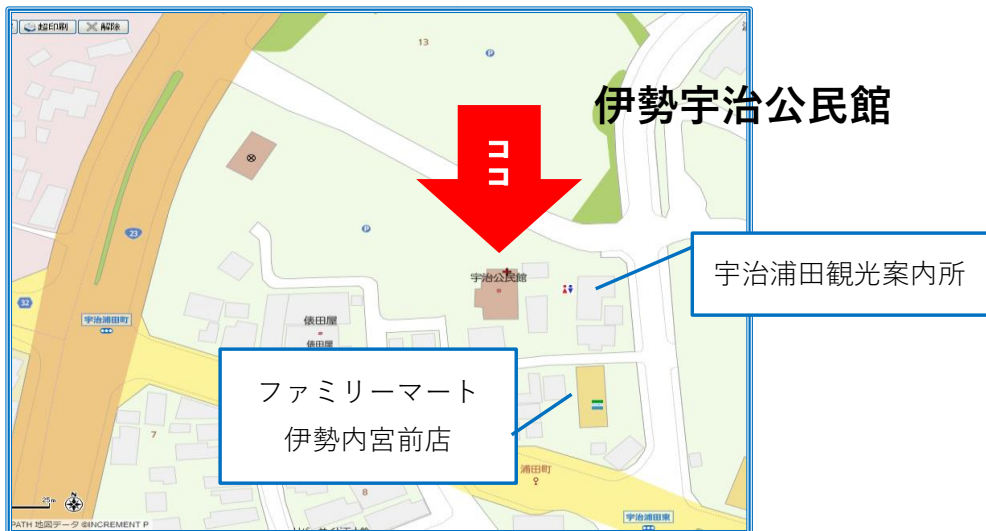 超印刷 解除
13
P
伊勢宇治公民館
ココ
23
P
宇治公民館
宇治浦田観光案内所
32
宇治浦田町
俵田屋
俵田屋
ファミリーマート
伊勢内宮前店
7
浦田町
8
25m
N
宇治浦田東
PATH 地図データ ©INCREMENT P